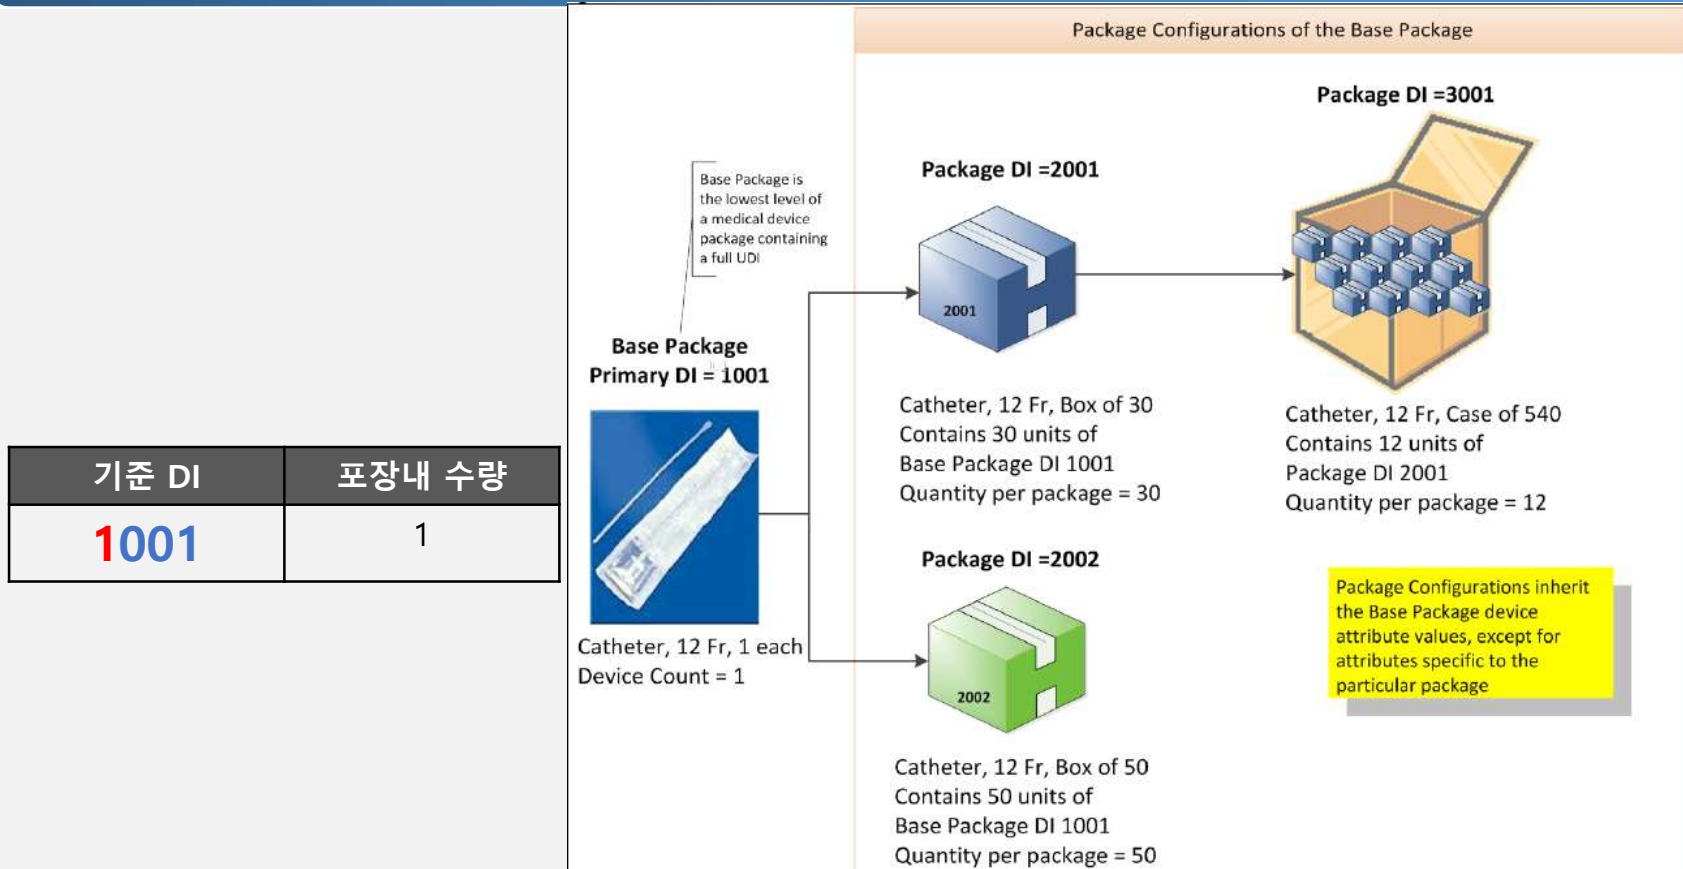 Package Configurations of the Base Package
Package DI =3001
Package DI =2001
Base Package is
the lowest level of
a medical device
package containing
a full UDI
2001
Base Package
Primary DI = 1001
Catheter, 12 Fr, Box of 30
Contains 30 units of
Base Package DI 1001
Quantity per package = 30
Catheter, 12 Fr, Case of 540
Contains 12 units of
Package DI 2001
Quantity per package = 12
기준 DI 포장내 수량
1001 1
Package DI =2002
Package Configurations inherit
the Base Package device
attribute values, except for
attributes specific to the
particular package
Catheter, 12 Fr, 1 each
Device Count = 1
2002
Catheter, 12 Fr, Box of 50
Contains 50 units of
Base Package DI 1001
Quantity per package = 50